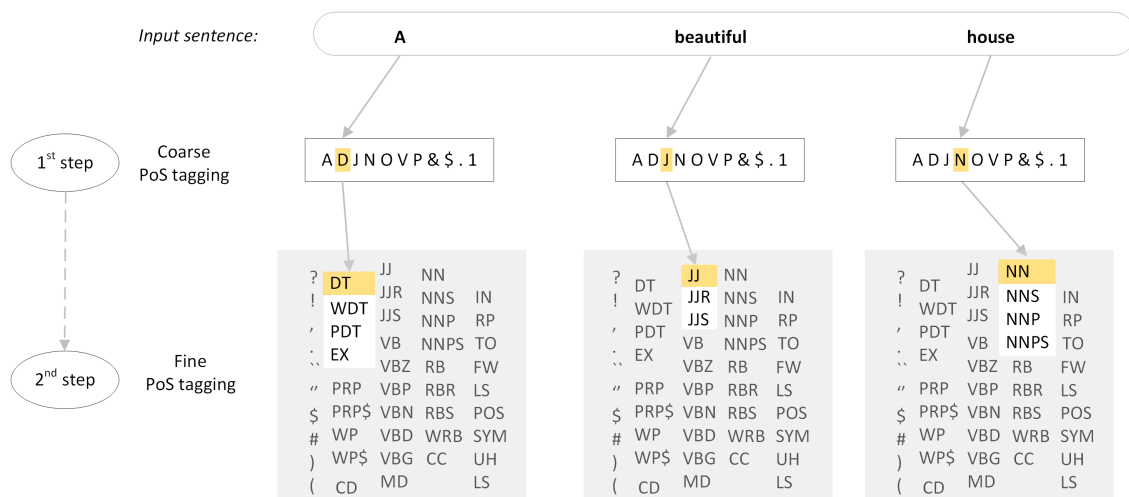 Input sentence: A beautiful house
1st step Coarse PoS tagging
A D J N O V P & $ . 1
A D J N O V P & $ . 1
A D J N O V P & $ . 1
2nd step Fine PoS tagging
? DT JJ NN
! WDT JJR NNS IN
, PDT JJS NNP RP
. EX VB NNPS TO
`` VBZ RB FW
‘’ PRP VBP RBR LS
$ PRP$ VBN RBS POS
# WP VBD WRB SYM
) WP$ VBG CC UH
( CD MD LS
? DT JJ NN
! WDT JJR NNS IN
, PDT JJS NNP RP
. EX VB NNPS TO
`` VBZ RB FW
‘’ PRP VBP RBR LS
$ PRP$ VBN RBS POS
# WP VBD WRB SYM
) WP$ VBG CC UH
( CD MD LS
? DT JJ NN
! WDT JJR NNS IN
, PDT JJS NNP RP
. EX VB NNPS TO
`` VBZ RB FW
‘’ PRP VBP RBR LS
$ PRP$ VBN RBS POS
# WP VBD WRB SYM
) WP$ VBG CC UH
( CD MD LS